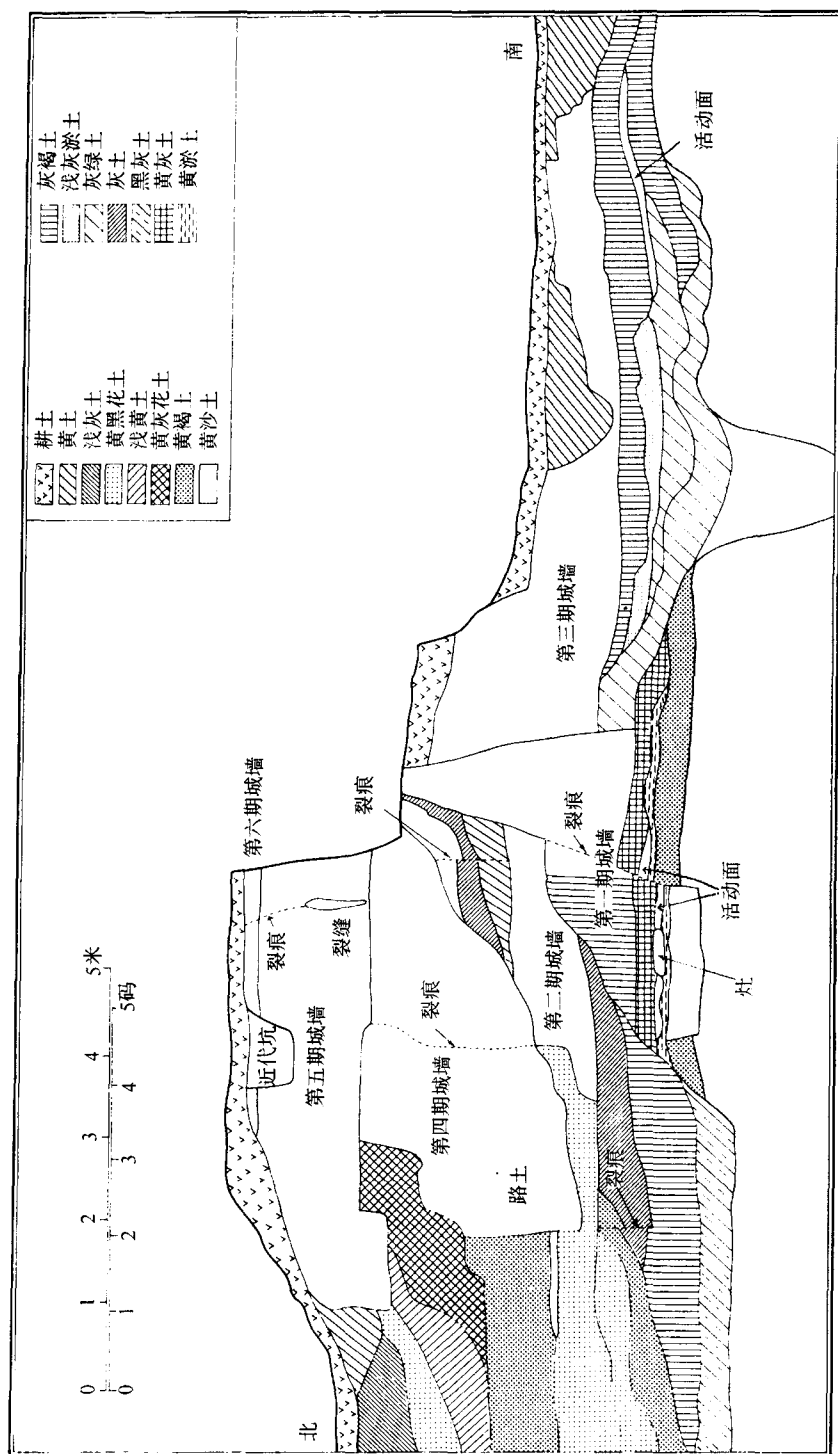 北
南
0 1 2 3 4 5米
0 1 2 3 4 5码
耕土
黄土
浅灰土
黄黑花土
浅黄土
黄灰花土
黄褐土
黄沙土
灰褐土
浅灰淤土
灰绿土
灰土
黑灰土
黄灰土
黄淤土
近代坑
裂痕
裂缝
第六期城墙
第五期城墙
裂痕
第四期城墙
裂痕
路土
第三期城墙
第二期城墙
裂痕
第一期城墙
裂痕
灶
活动面
活动面